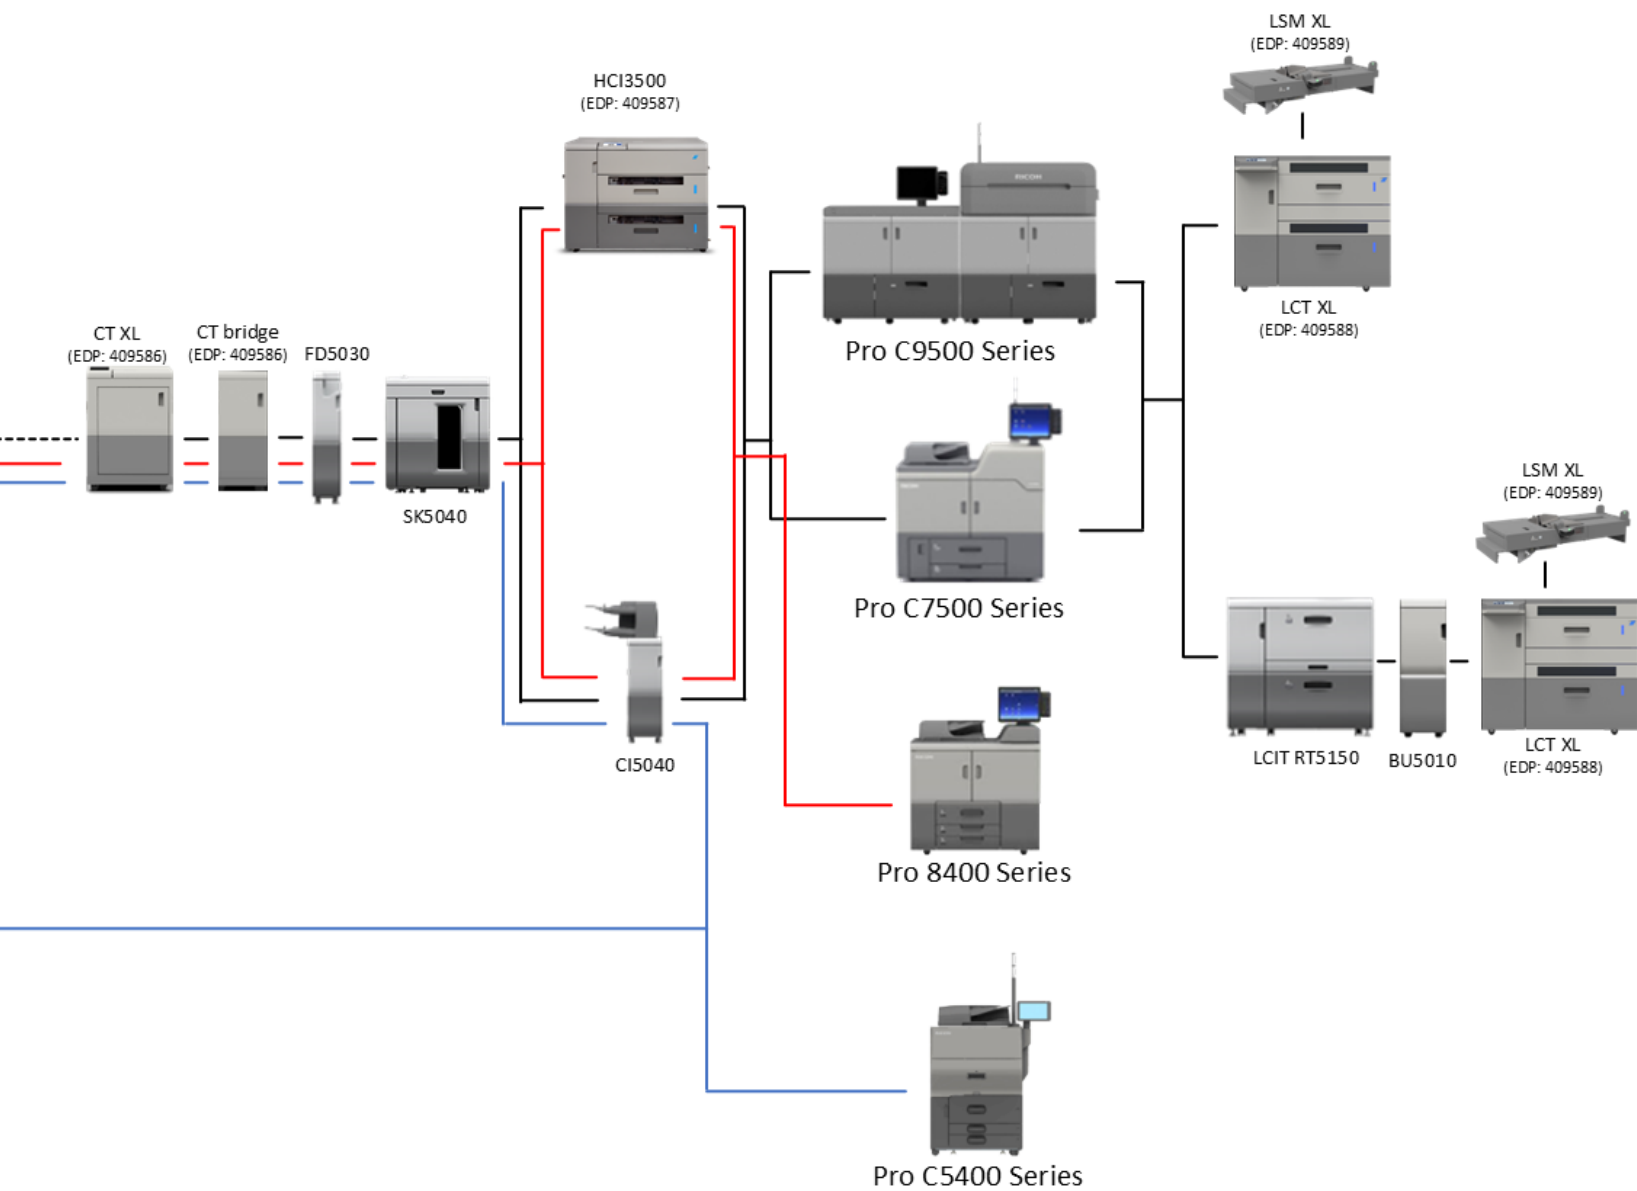 LSM XL
(EDP: 409589)
HCI3500
(EDP: 409587)
RICOH
LCT XL
(EDP: 409588)
Pro C9500 Series
CT XL
(EDP: 409586)
CT bridge
(EDP: 409586)
FD5030
SK5040
LSM XL
(EDP: 409589)
Pro C7500 Series
CI5040
LCIT RT5150
BU5010
LCT XL
(EDP: 409588)
Pro 8400 Series
Pro C5400 Series